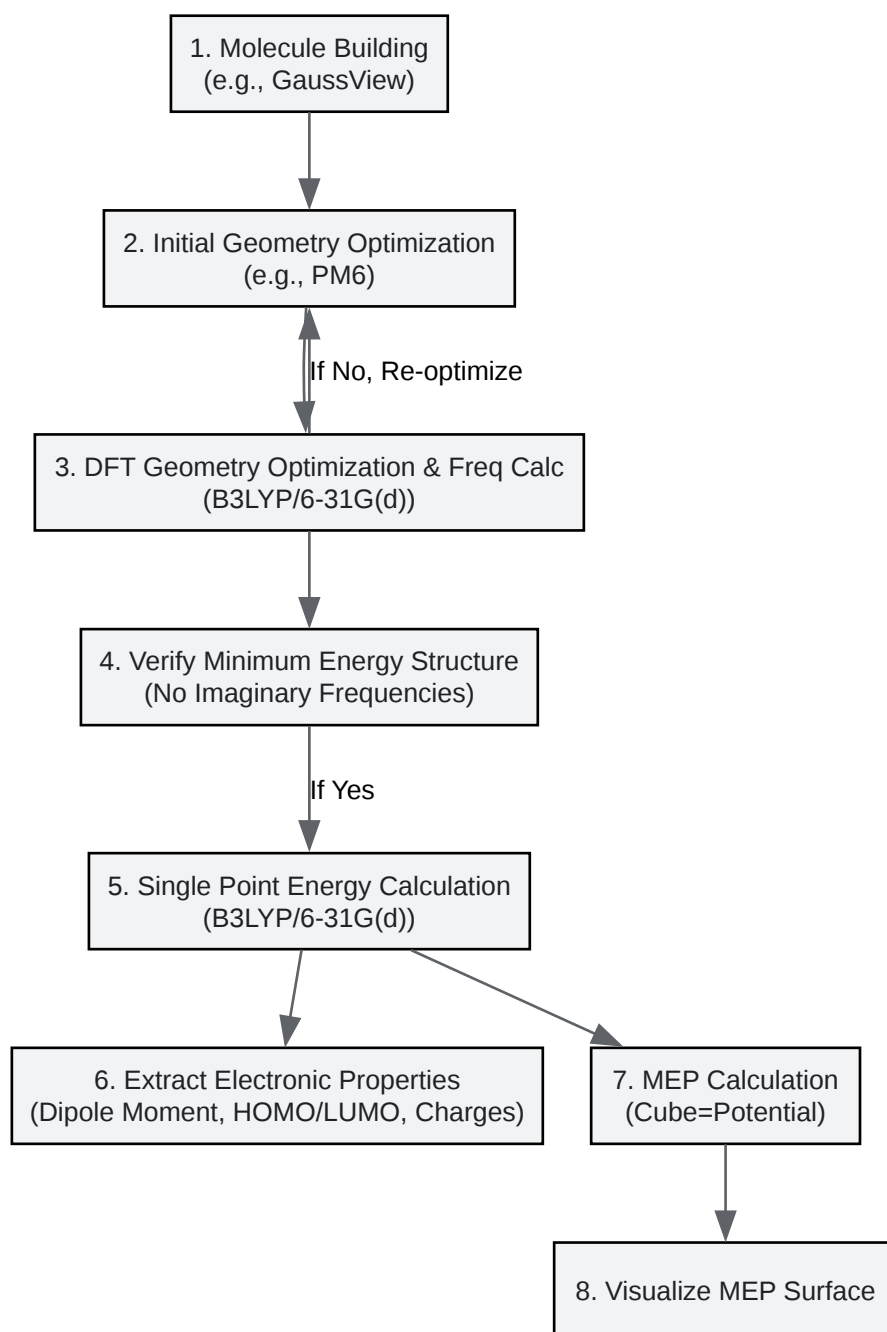 1. Molecule Building
(e.g., GaussView)
2. Initial Geometry Optimization
(e.g., PM6)
If No, Re-optimize
3. DFT Geometry Optimization & Freq Calc
(B3LYP/6-31G(d))
4. Verify Minimum Energy Structure
(No Imaginary Frequencies)
If Yes
5. Single Point Energy Calculation
(B3LYP/6-31G(d))
6. Extract Electronic Properties
(Dipole Moment, HOMO/LUMO, Charges)
7. MEP Calculation
(Cube=Potential)
8. Visualize MEP Surface